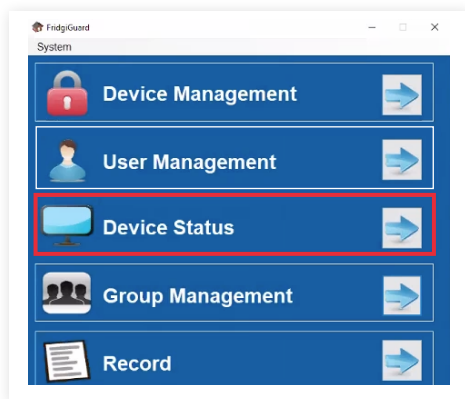 FridgiGuard
System
Device Management
User Management
Device Status
Group Management
Record